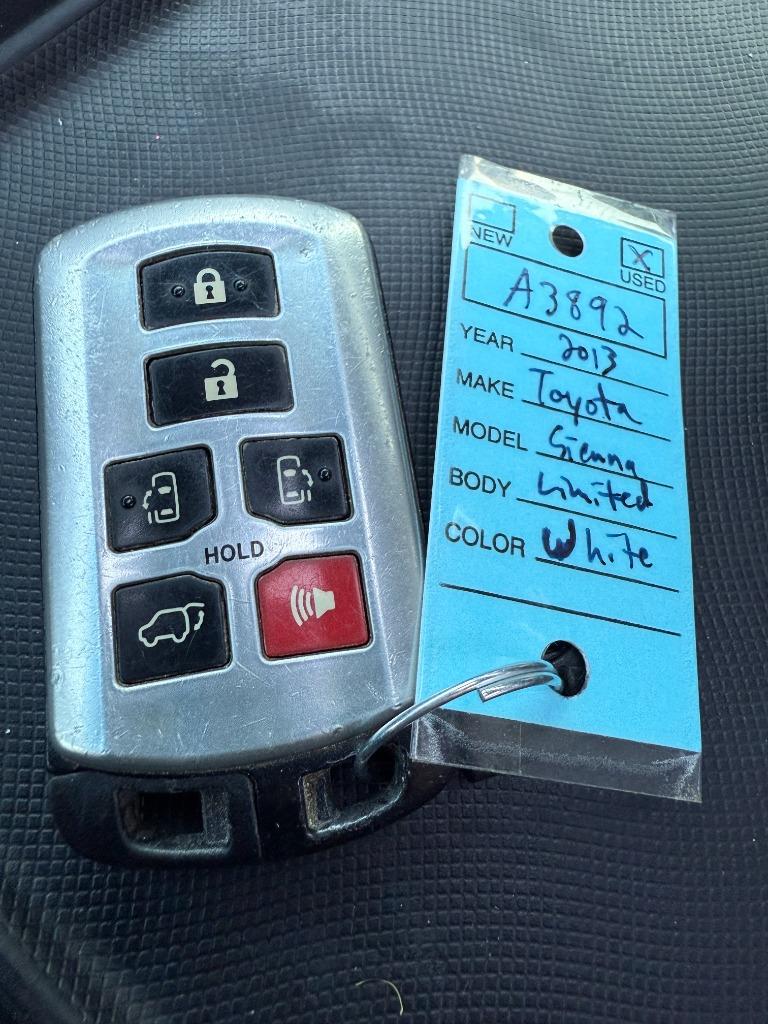 HOLD
NEW
X
USED
A3892
YEAR 2013
MAKE Toyota
MODEL Sienna
BODY Limited
COLOR White